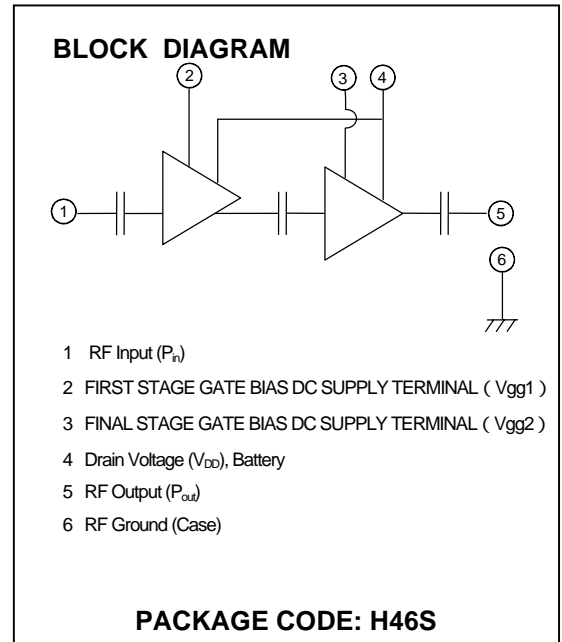 BLOCK DIAGRAM
2
3
4
1
5
6
1 RF Input (Pin)
2 FIRST STAGE GATE BIAS DC SUPPLY TERMINAL ( Vgg1 )
3 FINAL STAGE GATE BIAS DC SUPPLY TERMINAL ( Vgg2 )
4 Drain Voltage (VDD), Battery
5 RF Output (Pout)
6 RF Ground (Case)
PACKAGE CODE: H46S